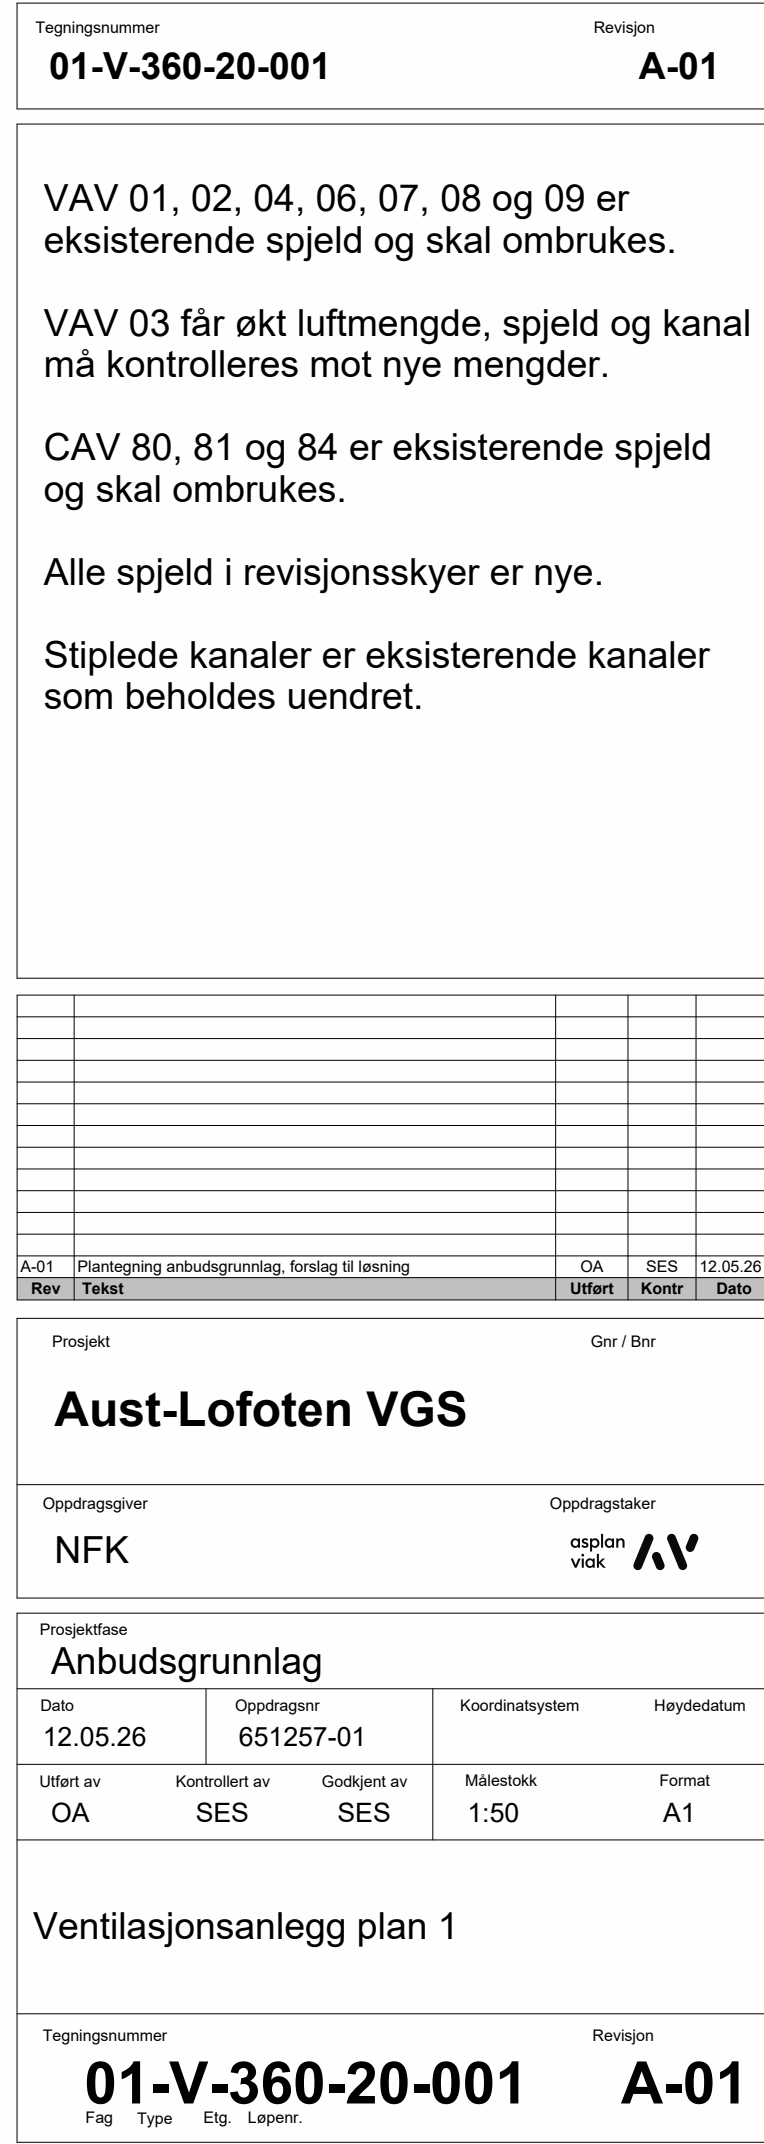 Tegningsnummer Revisjon
01-V-360-20-001 A-01
VAV 01, 02, 04, 06, 07, 08 og 09 er
eksisterende spjeld og skal ombrukes.
VAV 03 får økt luftmengde, spjeld og kanal
må kontrolleres mot nye mengder.
CAV 80, 81 og 84 er eksisterende spjeld
og skal ombrukes.
Alle spjeld i revisjonsskyer er nye.
Stiplede kanaler er eksisterende kanaler
som beholdes uendret.
A-01 Plantegning anbudsgrunnlag, forslag til løsning OA SES 12.05.26
Rev Tekst Utført Kontr Dato
Prosjekt Gnr / Bnr
Aust-Lofoten VGS
Oppdragsgiver Oppdragstaker
NFK asplan
viak
Prosjektfase
Anbudsgrunnlag
Dato Oppdragsnr Koordinatsystem Høydedatum
12.05.26 651257-01
Utført av Kontrollert av Godkjent av Målestokk Format
OA SES SES 1:50 A1
Ventilasjonsanlegg plan 1
Tegningsnummer Revisjon
01-V-360-20-001 A-01
Fag Type Etg. Løpenr.